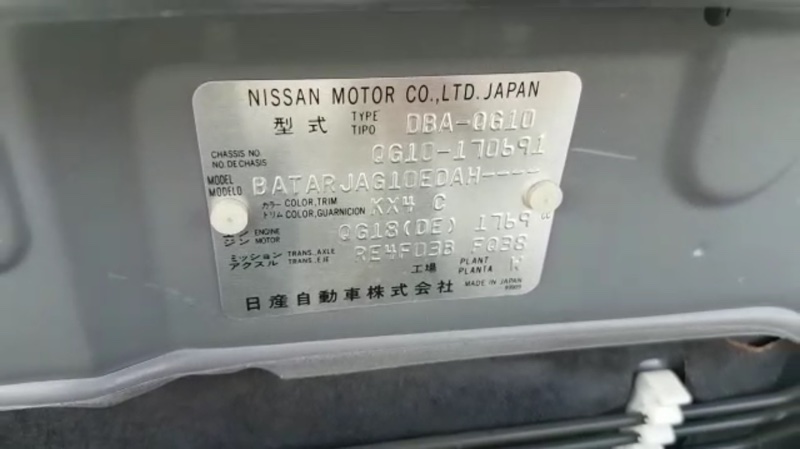 NISSAN MOTOR CO.,LTD. JAPAN
型式 TYPE TIPO DBA-QG10
CHASSIS NO. NO. DE CHASIS QG10-170691
MODEL MODELO BATARJAG10EDAH----
カラー COLOR, TRIM KX4 C
トリム COLOR, GUARNICION
ENGINE MOTOR QG18(DE) 1769 cc
ジン
ミッション TRANS. AXLE RE4F03B FQ38
アクスル TRANS. EJE
工場 PLANT PLANTA
日産自動車株式会社 MADE IN JAPAN